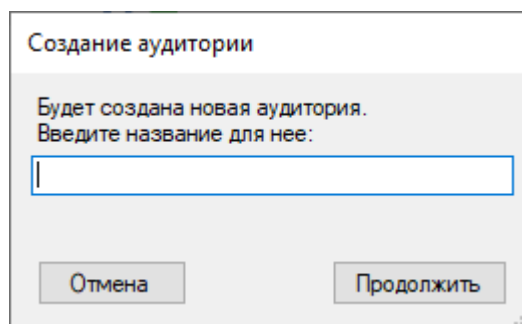 Создание аудитории
Будет создана новая аудитория.
Введите название для нее:
Отмена
Продолжить